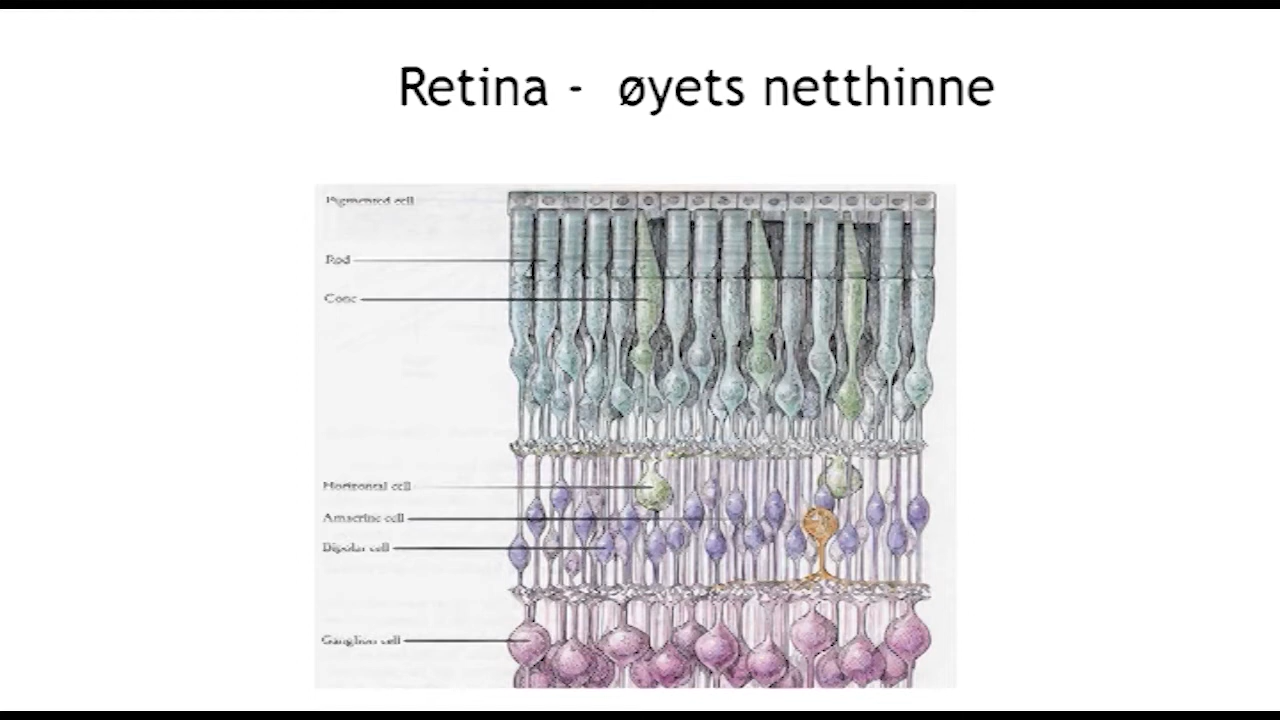 Retina - øyets netthinne
Pigmented cell
Rod
Cone
Horizontal cell
Amacrine cell
Bipolar cell
Ganglion cell